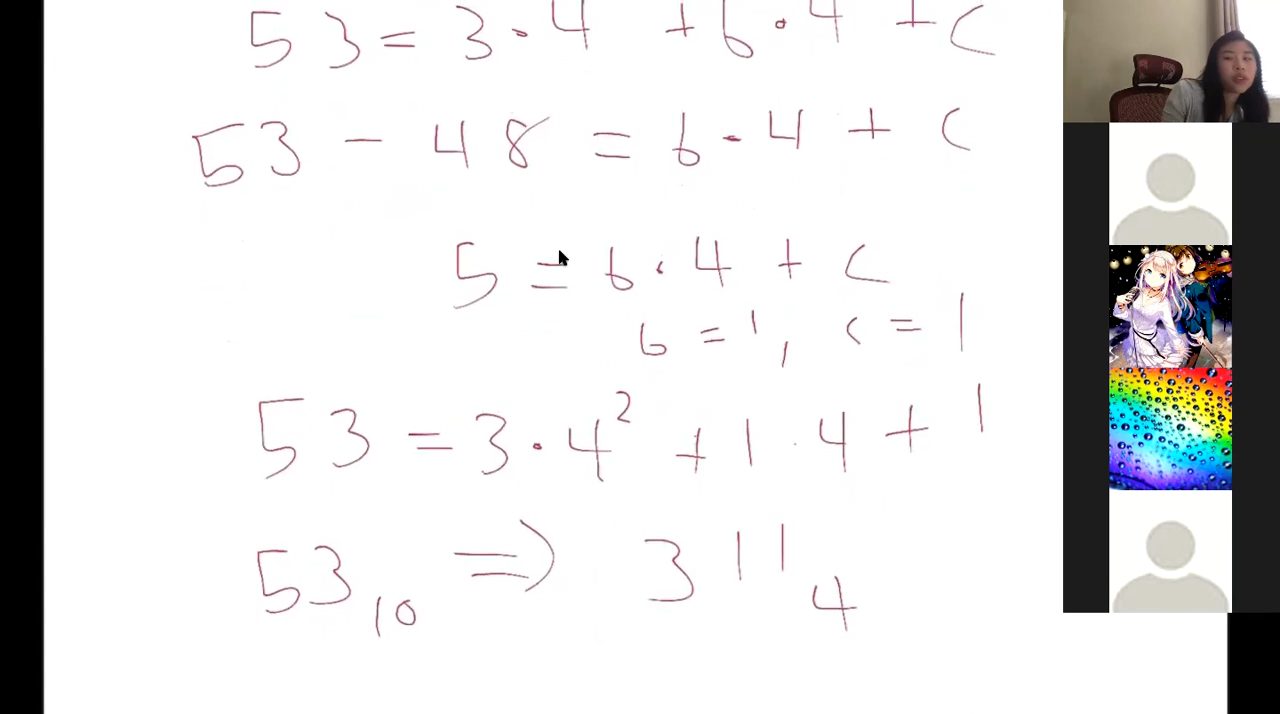 53 = 3 · 4 + b · 4 + c
53 - 48 = b · 4 + c
5 = b · 4 + c
b = 1, c = 1
53 = 3 · 4² + 1 · 4 + 1
53₁₀ ⇒ 311₄